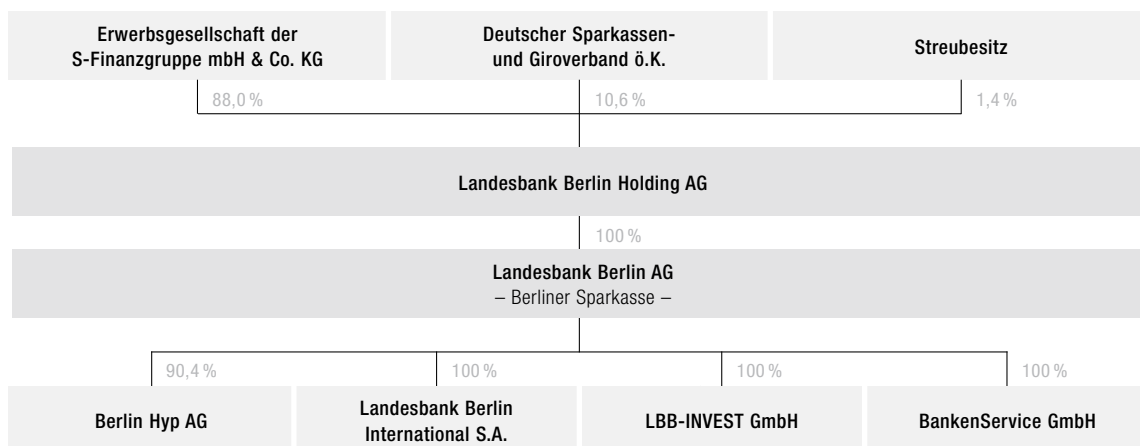 Erwerbsgesellschaft der
S-Finanzgruppe mbH & Co. KG
Deutscher Sparkassen-
und Giroverband ö.K.
Streubesitz
88,0 %
10,6 %
1,4 %
Landesbank Berlin Holding AG
100 %
Landesbank Berlin AG
– Berliner Sparkasse –
90,4 %
100 %
100 %
100 %
Berlin Hyp AG
Landesbank Berlin
International S.A.
LBB-INVEST GmbH
BankenService GmbH